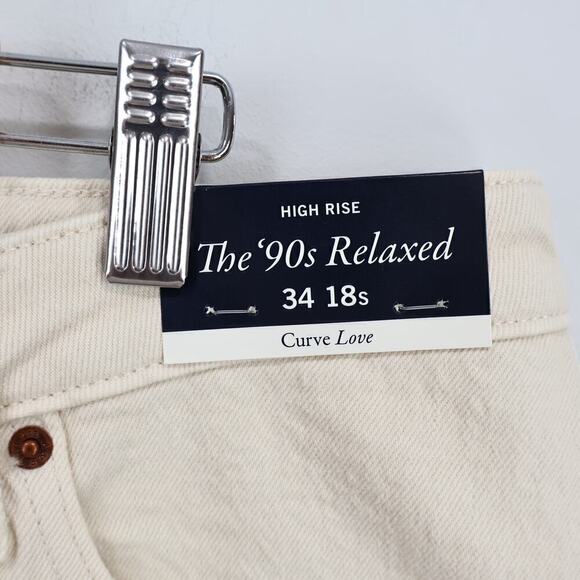 HIGH RISE
The ‘90s Relaxed
34 18s
Curve Love